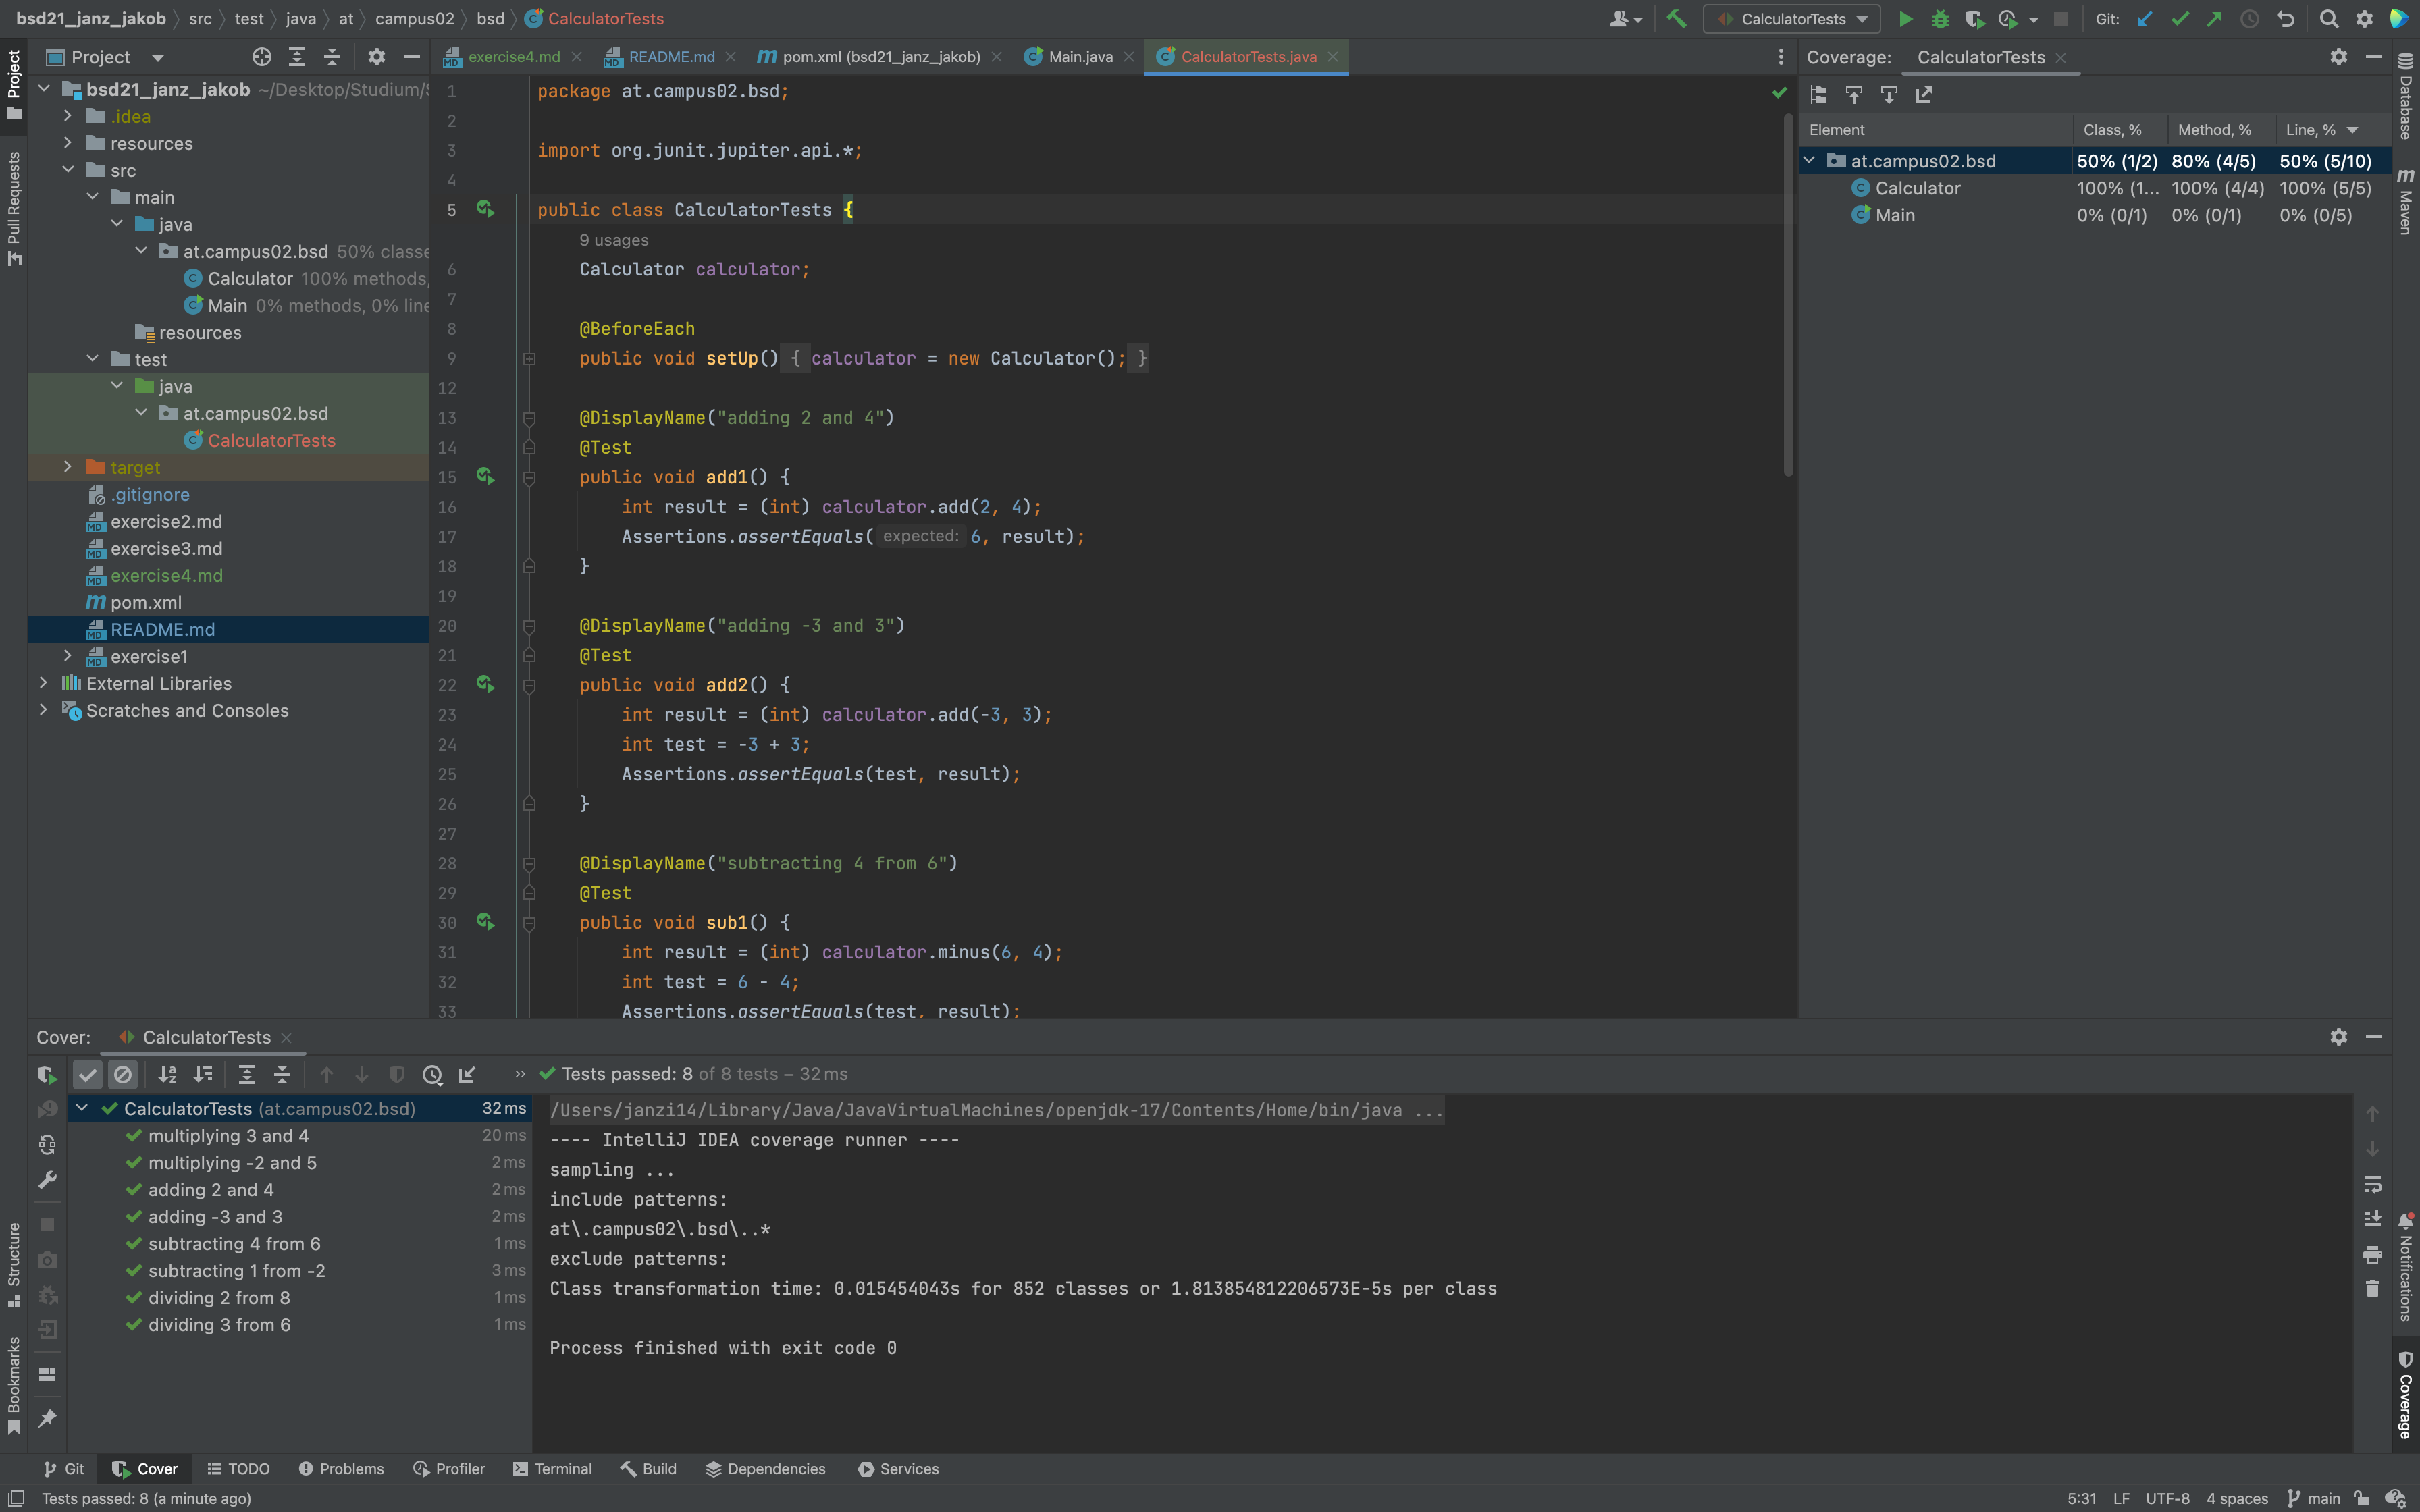 bsd21_janz_jakob src test java at campus02 bsd CalculatorTests
CalculatorTests Git:
Project
exercise4.md README.md pom.xml (bsd21_janz_jakob) Main.java CalculatorTests.java
Coverage: CalculatorTests
bsd21_janz_jakob ~/Desktop/Studium/S
.idea
resources
src
main
java
at.campus02.bsd 50% classe
Calculator 100% methods,
Main 0% methods, 0% line
resources
test
java
at.campus02.bsd
CalculatorTests
target
.gitignore
exercise2.md
exercise3.md
exercise4.md
pom.xml
README.md
exercise1
External Libraries
Scratches and Consoles
1 package at.campus02.bsd;
2
3 import org.junit.jupiter.api.*;
4
5 public class CalculatorTests {
9 usages
6 Calculator calculator;
7
8 @BeforeEach
9 public void setUp() { calculator = new Calculator(); }
12
13 @DisplayName("adding 2 and 4")
14 @Test
15 public void add1() {
16 int result = (int) calculator.add(2, 4);
17 Assertions.assertEquals( expected: 6, result);
18 }
19
20 @DisplayName("adding -3 and 3")
21 @Test
22 public void add2() {
23 int result = (int) calculator.add(-3, 3);
24 int test = -3 + 3;
25 Assertions.assertEquals(test, result);
26 }
27
28 @DisplayName("subtracting 4 from 6")
29 @Test
30 public void sub1() {
31 int result = (int) calculator.minus(6, 4);
32 int test = 6 - 4;
33 Assertions.assertEquals(test, result);
Element Class, % Method, % Line, %
at.campus02.bsd 50% (1/2) 80% (4/5) 50% (5/10)
Calculator 100% (1... 100% (4/4) 100% (5/5)
Main 0% (0/1) 0% (0/1) 0% (0/5)
Project
Pull Requests
Structure
Bookmarks
Database
Maven
Notifications
Coverage
Cover: CalculatorTests
Tests passed: 8 of 8 tests – 32 ms
CalculatorTests (at.campus02.bsd) 32 ms
multiplying 3 and 4 20 ms
multiplying -2 and 5 2 ms
adding 2 and 4 2 ms
adding -3 and 3 2 ms
subtracting 4 from 6 1 ms
subtracting 1 from -2 3 ms
dividing 2 from 8 1 ms
dividing 3 from 6 1 ms
/Users/janzi14/Library/Java/JavaVirtualMachines/openjdk-17/Contents/Home/bin/java ...
---- IntelliJ IDEA coverage runner ----
sampling ...
include patterns:
at\.campus02\.bsd\..*
exclude patterns:
Class transformation time: 0.015454043s for 852 classes or 1.813854812206573E-5s per class
Process finished with exit code 0
Git Cover TODO Problems Profiler Terminal Build Dependencies Services
Tests passed: 8 (a minute ago)
5:31 LF UTF-8 4 spaces main